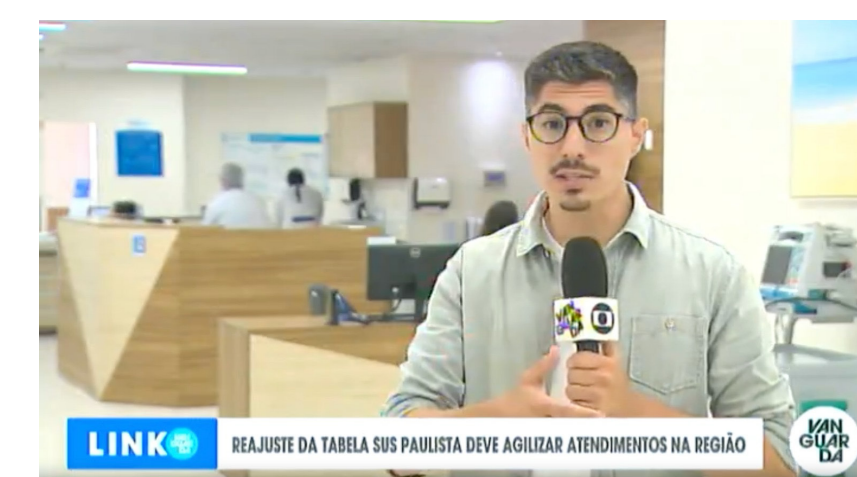 LINK
REAJUSTE DA TABELA SUS PAULISTA DEVE AGILIZAR ATENDIMENTOS NA REGIÃO
VAN
GUAR
DA